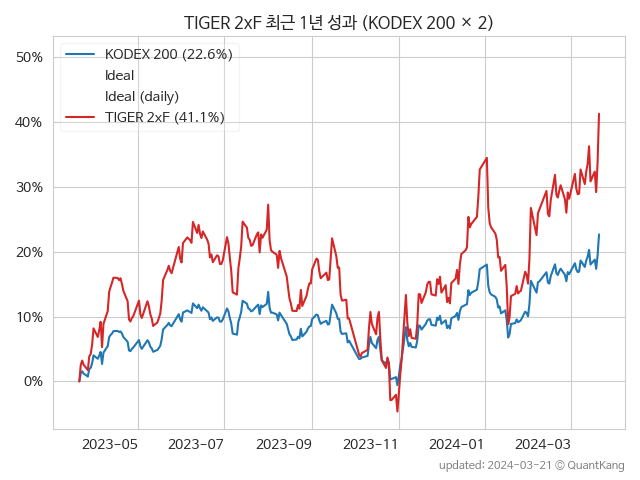 TIGER 2xF 최근 1년 성과 (KODEX 200 × 2)
50%
40%
30%
20%
10%
0%
KODEX 200 (22.6%)
Ideal
Ideal (daily)
TIGER 2xF (41.1%)
2023-05 2023-07 2023-09 2023-11 2024-01 2024-03
updated: 2024-03-21 © QuantKang